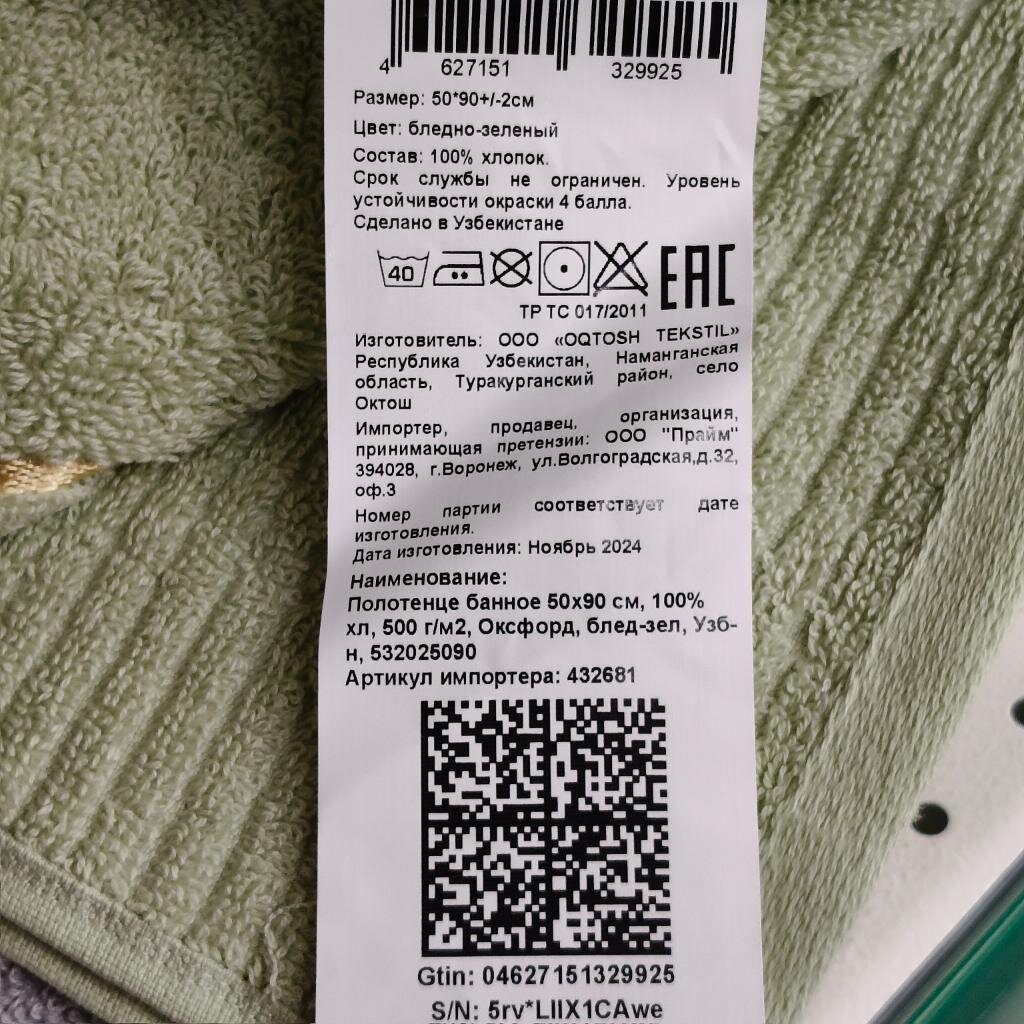 4 627151 329925
Размер: 50*90+/-2см
Цвет: бледно-зеленый
Состав: 100% хлопок.
Срок службы не ограничен. Уровень
устойчивости окраски 4 балла.
Сделано в Узбекистане
40
EAC
ТР ТС 017/2011
Изготовитель: ООО «OQTOSH TEKSTIL»
Республика Узбекистан, Наманганская
область, Туракурганский район, село
Октош
Импортер, продавец, организация,
принимающая претензии: ООО "Прайм"
394028, г.Воронеж, ул.Волгоградская,д.32,
оф.3
Номер партии соответствует дате
изготовления.
Дата изготовления: Ноябрь 2024
Наименование:
Полотенце банное 50х90 см, 100%
хл, 500 г/м2, Оксфорд, блед-зел, Узб-
н, 532025090
Артикул импортера: 432681
Gtin: 04627151329925
S/N: 5rv*LIIX1CAwe